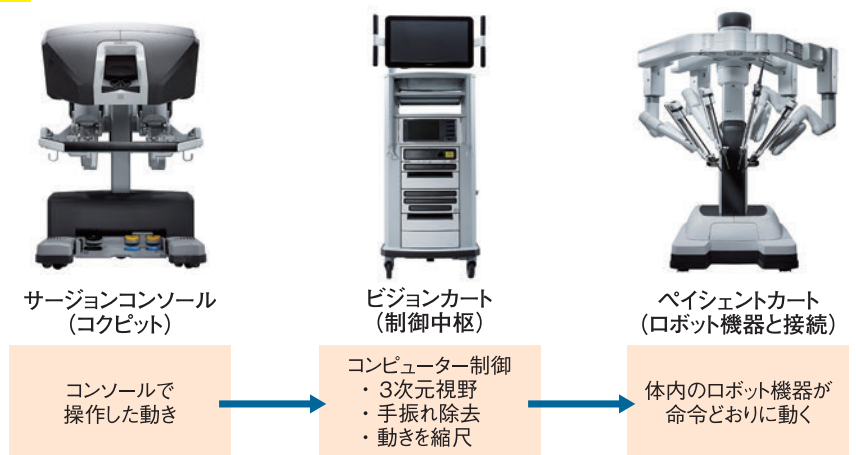 サージョンコンソール
（コクピット）
ビジョンカート
（制御中枢）
ペイシェントカート
（ロボット機器と接続）
コンソールで
操作した動き
コンピューター制御
・3次元視野
・手振れ除去
・動きを縮尺
体内のロボット機器が
命令どおりに動く